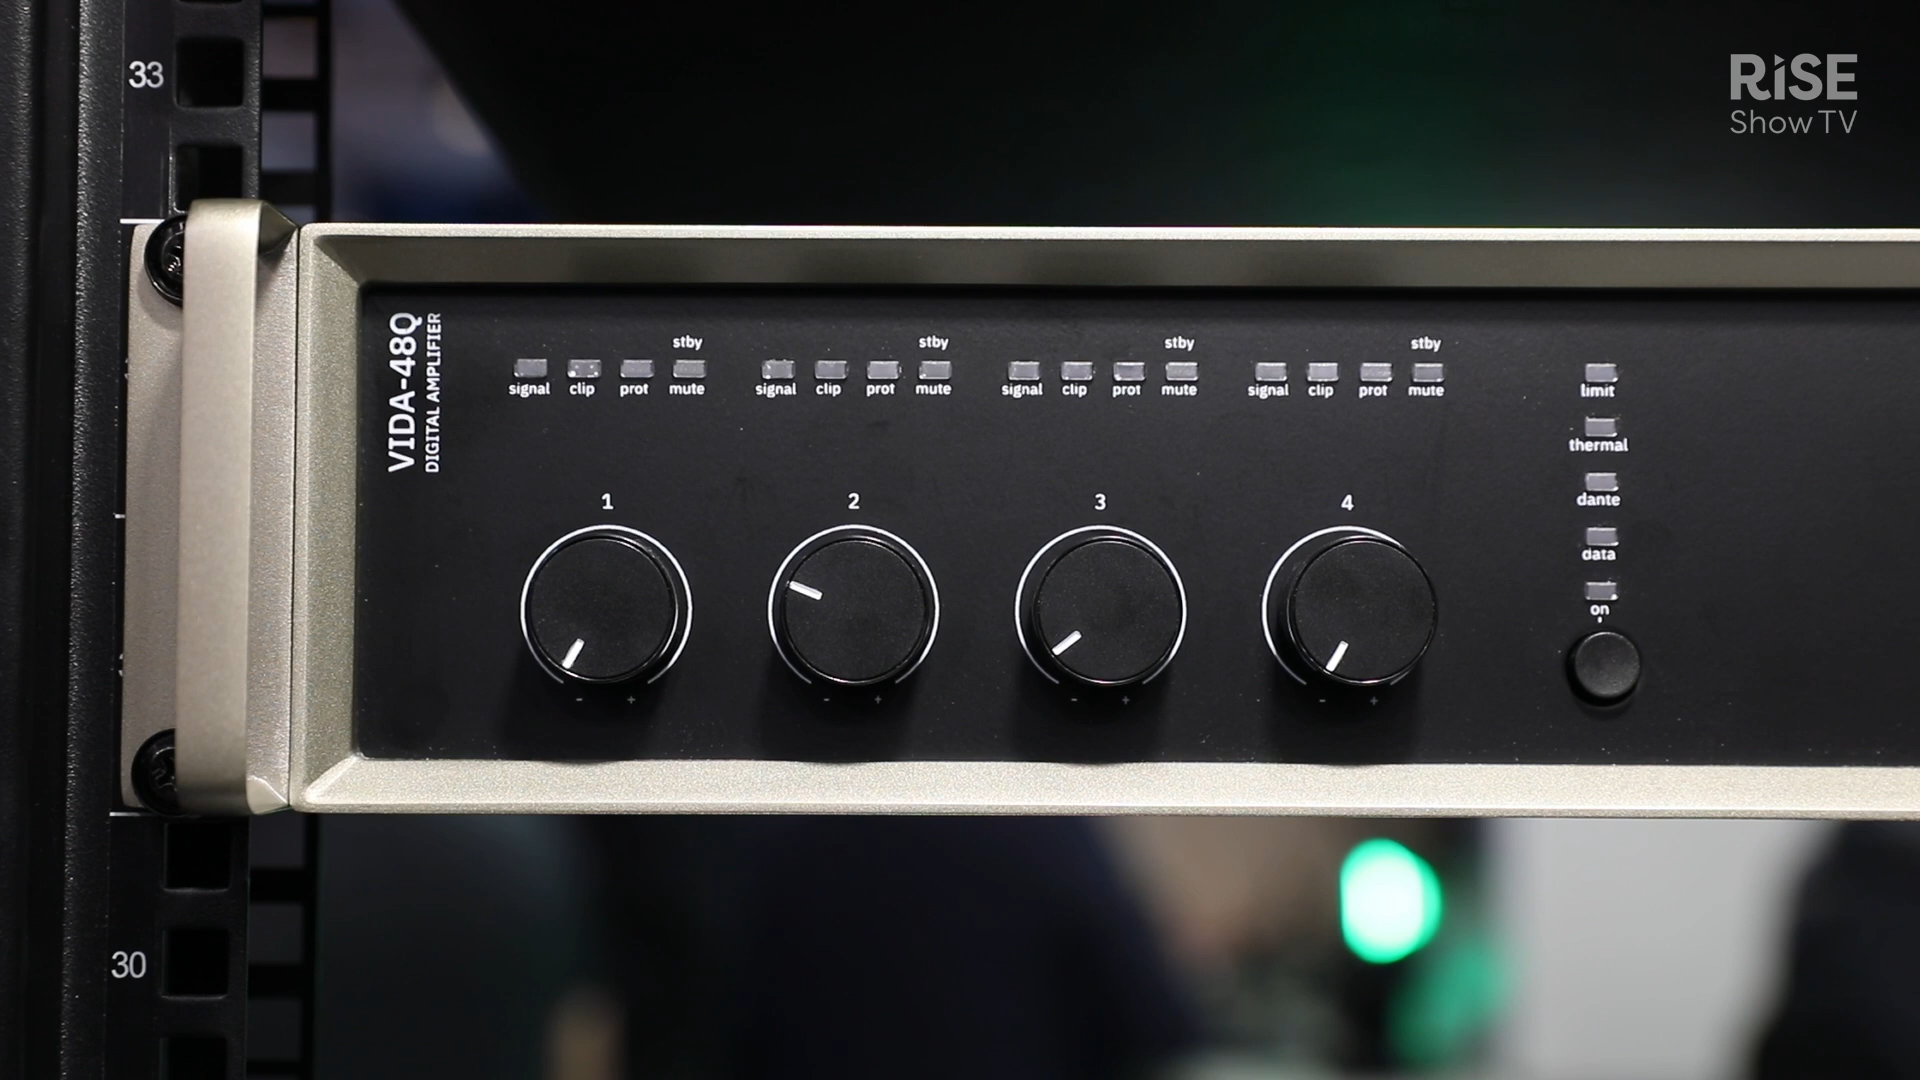 33
RiSE
Show TV
VIDA-48Q
DIGITAL AMPLIFIER
stby stby stby stby
signal clip prot mute signal clip prot mute signal clip prot mute signal clip prot mute
limit
thermal
dante
data
on
1 2 3 4
- + - + - + - +
30